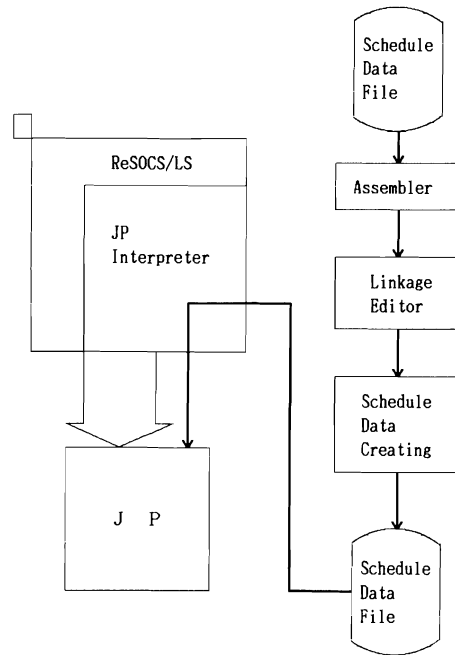 Schedule
Data
File
ReSOCS/LS
Assembler
JP
Interpreter
Linkage
Editor
Schedule
Data
Creating
J P
Schedule
Data
File